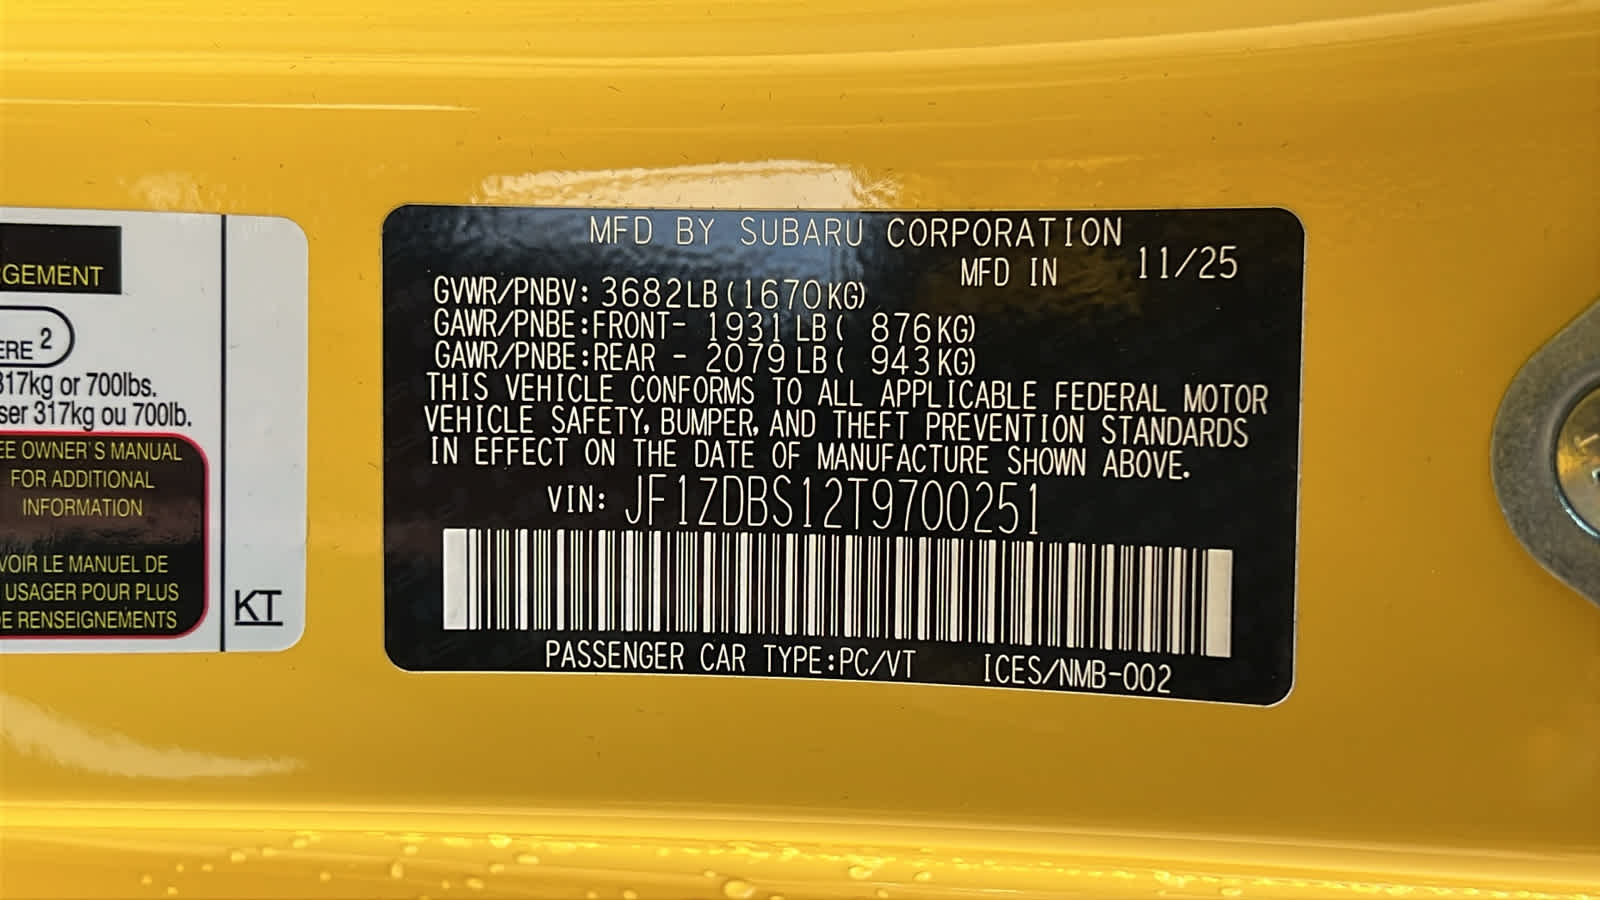 GEMENT
ERE 2
317kg or 700lbs.
ser 317kg ou 700lb.
EE OWNER'S MANUAL
FOR ADDITIONAL
INFORMATION
VOIR LE MANUEL DE
USAGER POUR PLUS
DE RENSEIGNEMENTS
KT
MFD BY SUBARU CORPORATION
MFD IN 11/25
GVWR/PNBV: 3682LB(1670KG)
GAWR/PNBE:FRONT- 1931LB( 876KG)
GAWR/PNBE:REAR - 2079LB( 943KG)
THIS VEHICLE CONFORMS TO ALL APPLICABLE FEDERAL MOTOR
VEHICLE SAFETY, BUMPER, AND THEFT PREVENTION STANDARDS
IN EFFECT ON THE DATE OF MANUFACTURE SHOWN ABOVE.
VIN: JF1ZDBS12T9700251
PASSENGER CAR TYPE:PC/VT ICES/NMB-002